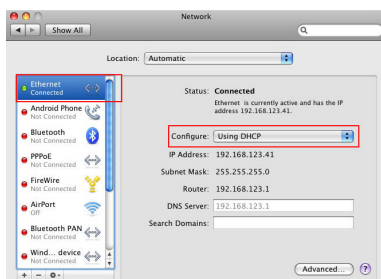 Network
Show All
Location: Automatic
Ethernet
Connected
Android Phone
Not Connected
Bluetooth
Not Connected
PPPoE
Not Connected
FireWire
Not Connected
AirPort
Off
Bluetooth PAN
Not Connected
Wind... device
Not Connected
Status: Connected
Ethernet is currently active and has the IP
address 192.168.123.41.
Configure: Using DHCP
IP Address: 192.168.123.41
Subnet Mask: 255.255.255.0
Router: 192.168.123.1
DNS Server: 192.168.123.1
Search Domains:
Advanced... ?